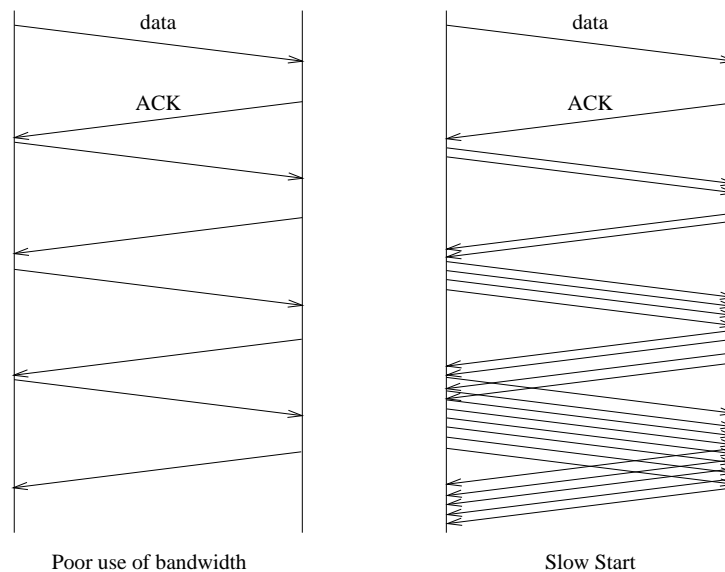 data
data
ACK
ACK
Poor use of bandwidth
Slow Start